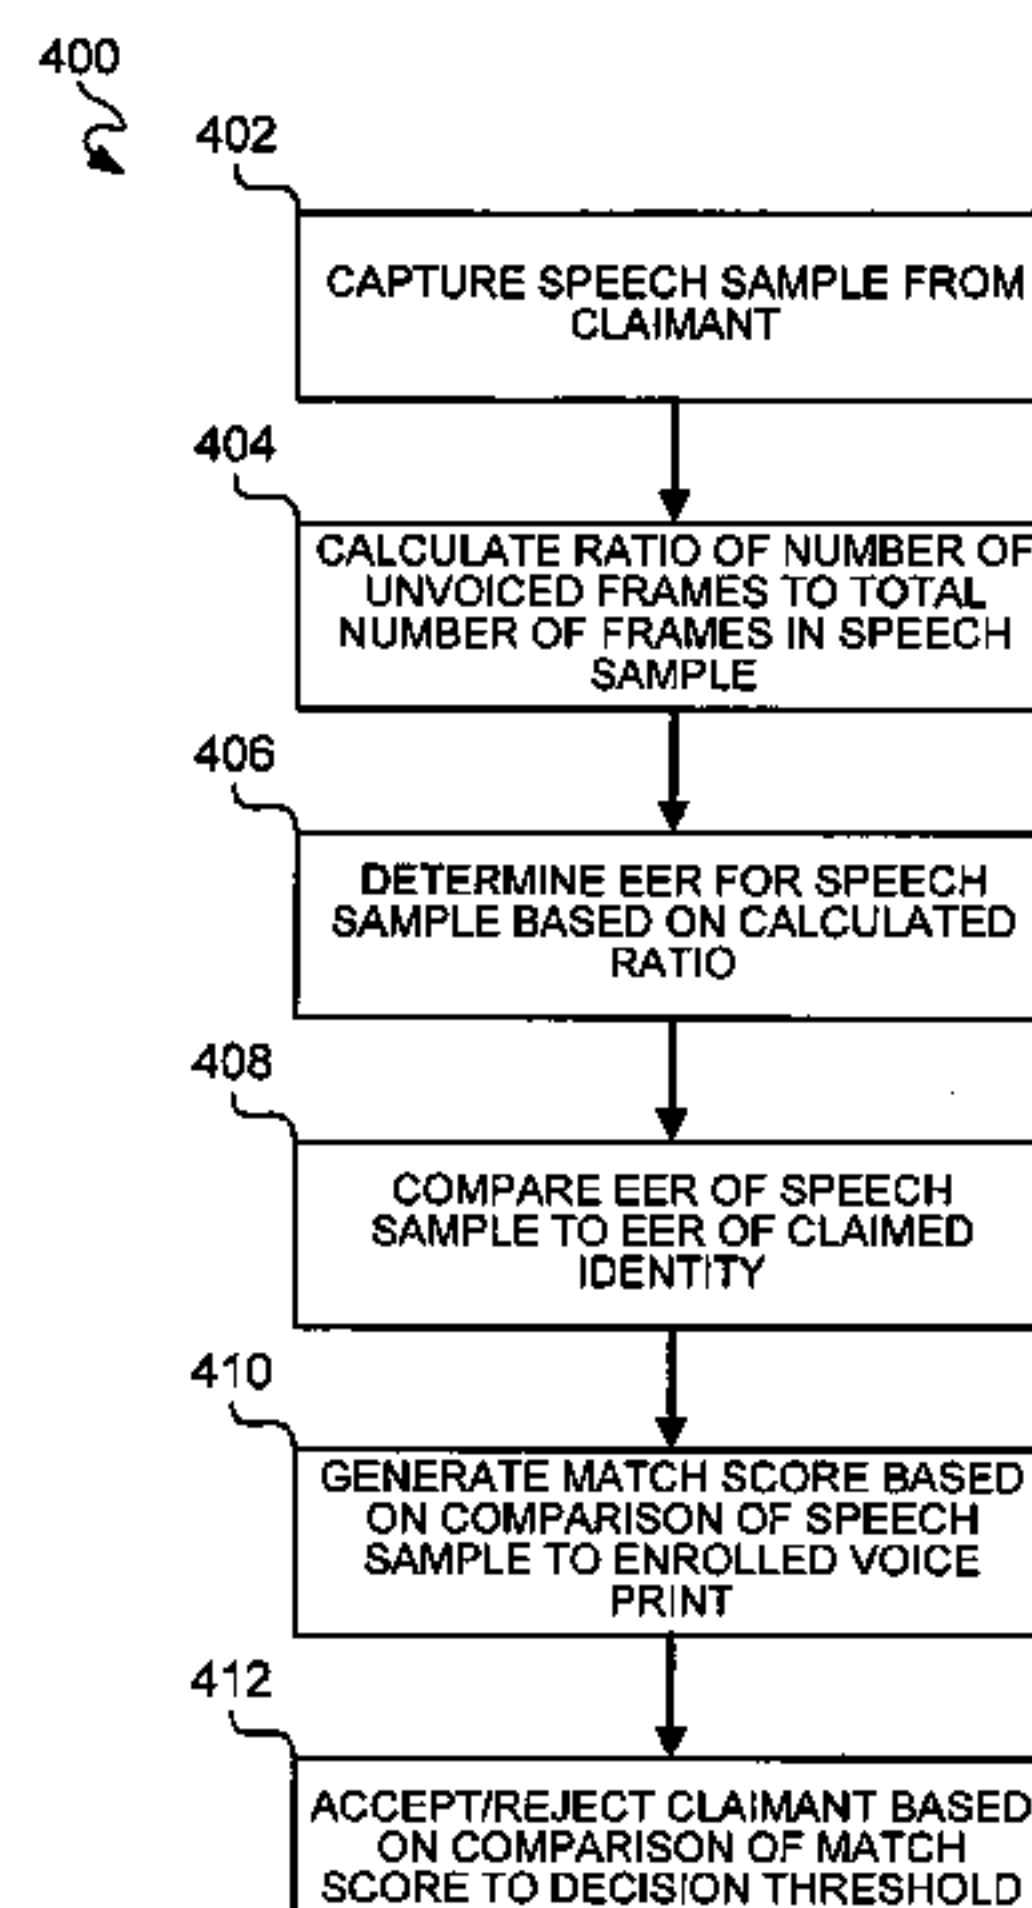 400
402
CAPTURE SPEECH SAMPLE FROM
CLAIMANT
404
CALCULATE RATIO OF NUMBER OF
UNVOICED FRAMES TO TOTAL
NUMBER OF FRAMES IN SPEECH
SAMPLE
406
DETERMINE EER FOR SPEECH
SAMPLE BASED ON CALCULATED
RATIO
408
COMPARE EER OF SPEECH
SAMPLE TO EER OF CLAIMED
IDENTITY
410
GENERATE MATCH SCORE BASED
ON COMPARISON OF SPEECH
SAMPLE TO ENROLLED VOICE
PRINT
412
ACCEPT/REJECT CLAIMANT BASED
ON COMPARISON OF MATCH
SCORE TO DECISION THRESHOLD